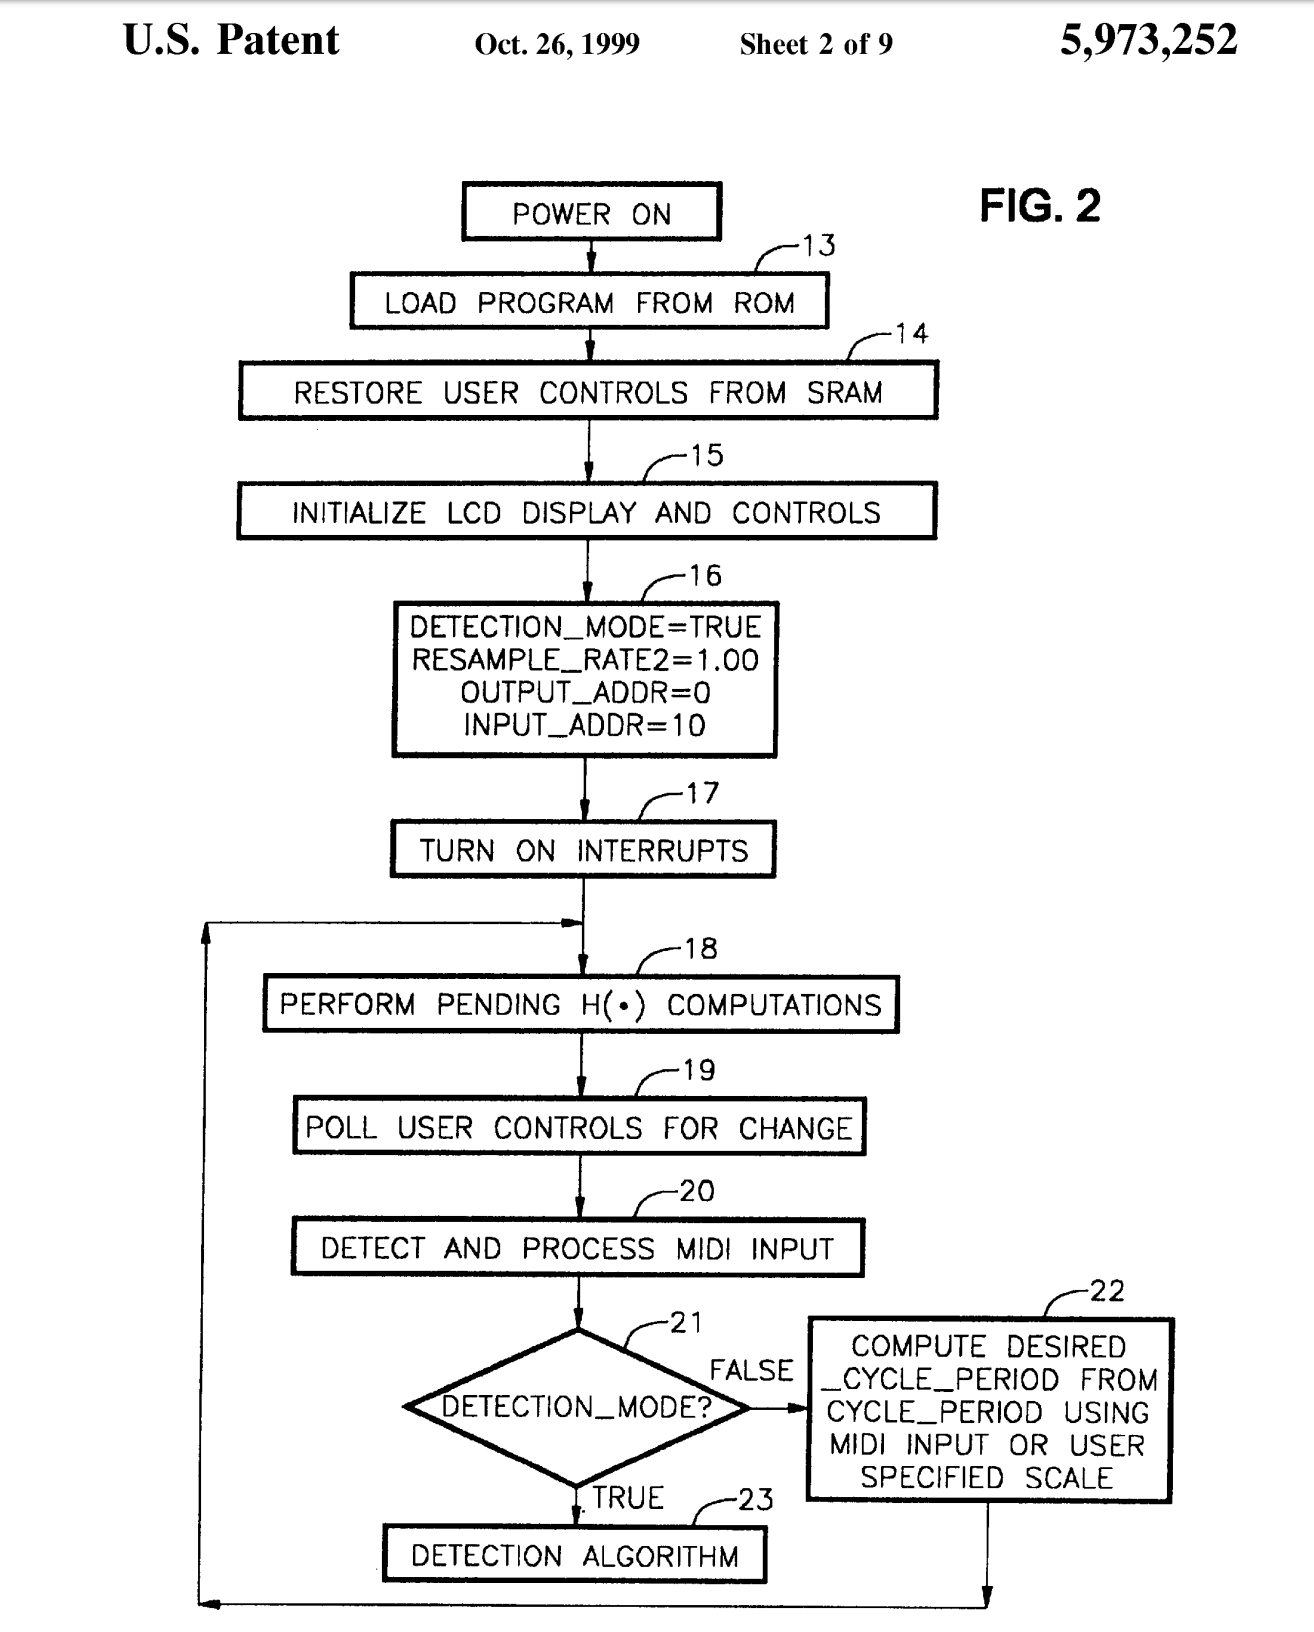 U.S. Patent Oct. 26, 1999 Sheet 2 of 9 5,973,252
FIG. 2
POWER ON
13
LOAD PROGRAM FROM ROM
14
RESTORE USER CONTROLS FROM SRAM
15
INITIALIZE LCD DISPLAY AND CONTROLS
16
DETECTION_MODE=TRUE
RESAMPLE_RATE2=1.00
OUTPUT_ADDR=0
INPUT_ADDR=10
17
TURN ON INTERRUPTS
18
PERFORM PENDING H(•) COMPUTATIONS
19
POLL USER CONTROLS FOR CHANGE
20
DETECT AND PROCESS MIDI INPUT
21
DETECTION_MODE?
FALSE
22
COMPUTE DESIRED
_CYCLE_PERIOD FROM
CYCLE_PERIOD USING
MIDI INPUT OR USER
SPECIFIED SCALE
TRUE
23
DETECTION ALGORITHM